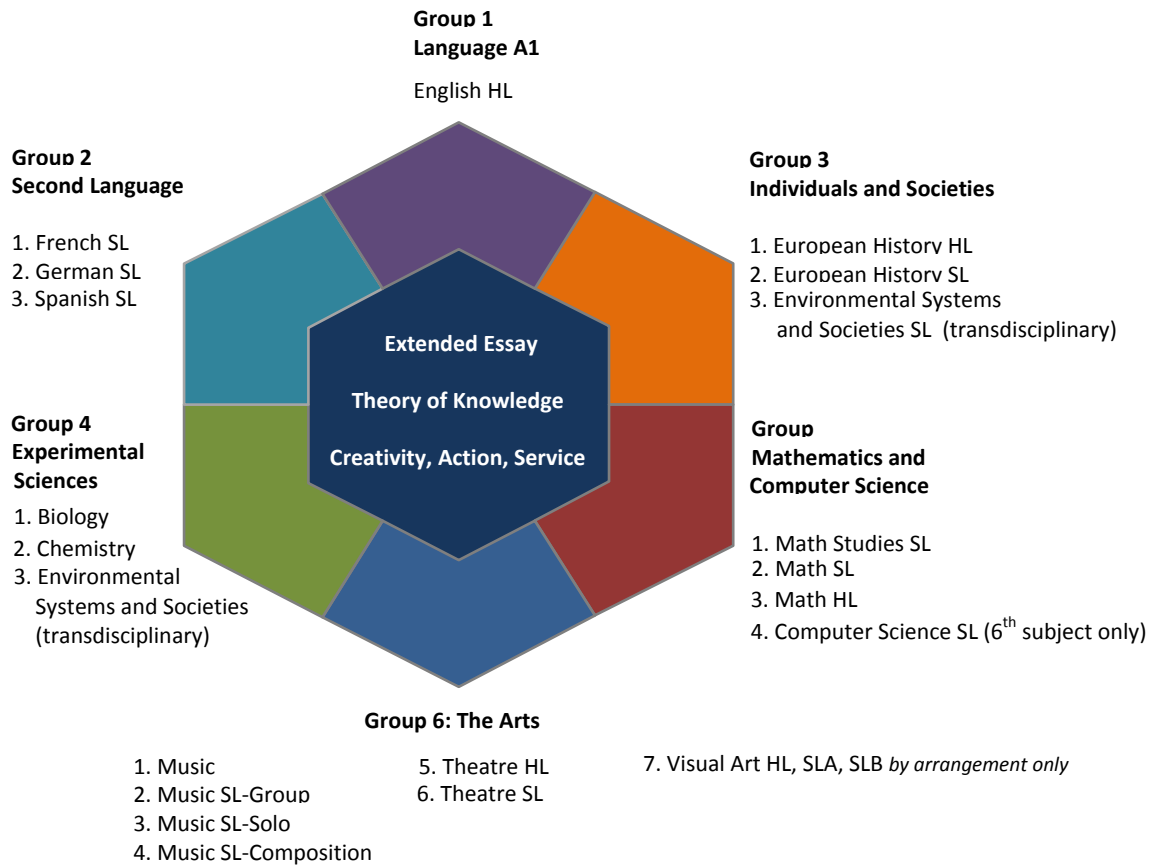 Group 1
Language A1
English HL
Group 2
Second Language
1. French SL
2. German SL
3. Spanish SL
Group 3
Individuals and Societies
1. European History HL
2. European History SL
3. Environmental Systems
and Societies SL (transdisciplinary)
Extended Essay
Theory of Knowledge
Creativity, Action, Service
Group 4
Experimental
Sciences
1. Biology
2. Chemistry
3. Environmental
Systems and Societies
(transdisciplinary)
Group
Mathematics and
Computer Science
1. Math Studies SL
2. Math SL
3. Math HL
4. Computer Science SL (6th subject only)
Group 6: The Arts
1. Music
2. Music SL-Group
3. Music SL-Solo
4. Music SL-Composition
5. Theatre HL
6. Theatre SL
7. Visual Art HL, SLA, SLB by arrangement only